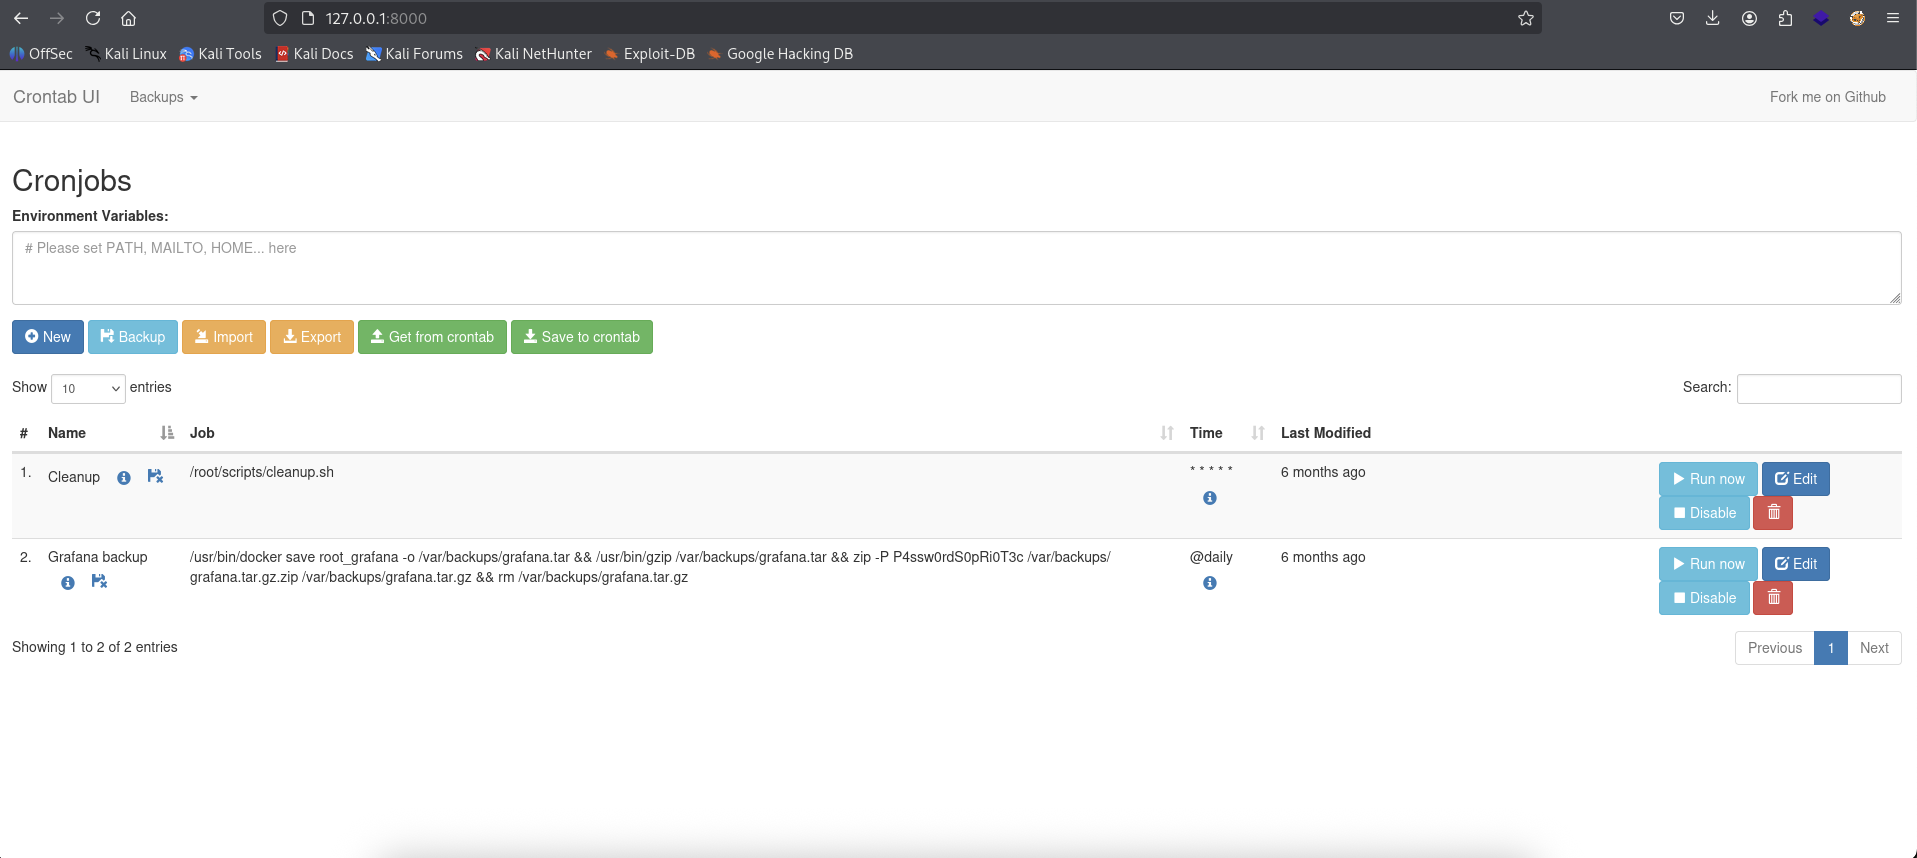 127.0.0.1:8000
OffSec Kali Linux Kali Tools Kali Docs Kali Forums Kali NetHunter Exploit-DB Google Hacking DB
Crontab UI Backups Fork me on Github
Cronjobs
Environment Variables:
# Please set PATH, MAILTO, HOME... here
New Backup Import Export Get from crontab Save to crontab
Show 10 entries Search:
# Name Job Time Last Modified
1. Cleanup /root/scripts/cleanup.sh * * * * * 6 months ago Run now Edit
Disable
2. Grafana backup /usr/bin/docker save root_grafana -o /var/backups/grafana.tar && /usr/bin/gzip /var/backups/grafana.tar && zip -P P4ssw0rdS0pRi0T3c /var/backups/ @daily 6 months ago Run now Edit
grafana.tar.gz.zip /var/backups/grafana.tar.gz && rm /var/backups/grafana.tar.gz
Disable
Showing 1 to 2 of 2 entries Previous 1 Next